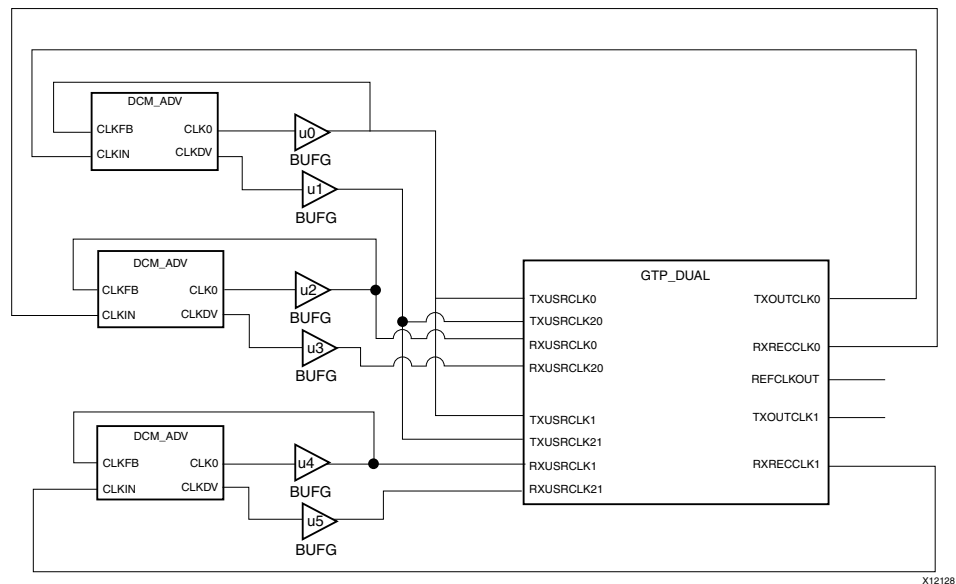 DCM_ADV
CLKFB CLK0
CLKIN CLKDV
u0
BUFG
u1
BUFG
DCM_ADV
CLKFB CLK0
CLKIN CLKDV
u2
BUFG
u3
BUFG
DCM_ADV
CLKFB CLK0
CLKIN CLKDV
u4
BUFG
u5
BUFG
GTP_DUAL
TXUSRCLK0 TXOUTCLK0
TXUSRCLK20
RXUSRCLK0 RXRECCLK0
RXUSRCLK20
REFCLKOUT
TXUSRCLK1 TXOUTCLK1
TXUSRCLK21
RXUSRCLK1 RXRECCLK1
RXUSRCLK21
X12128